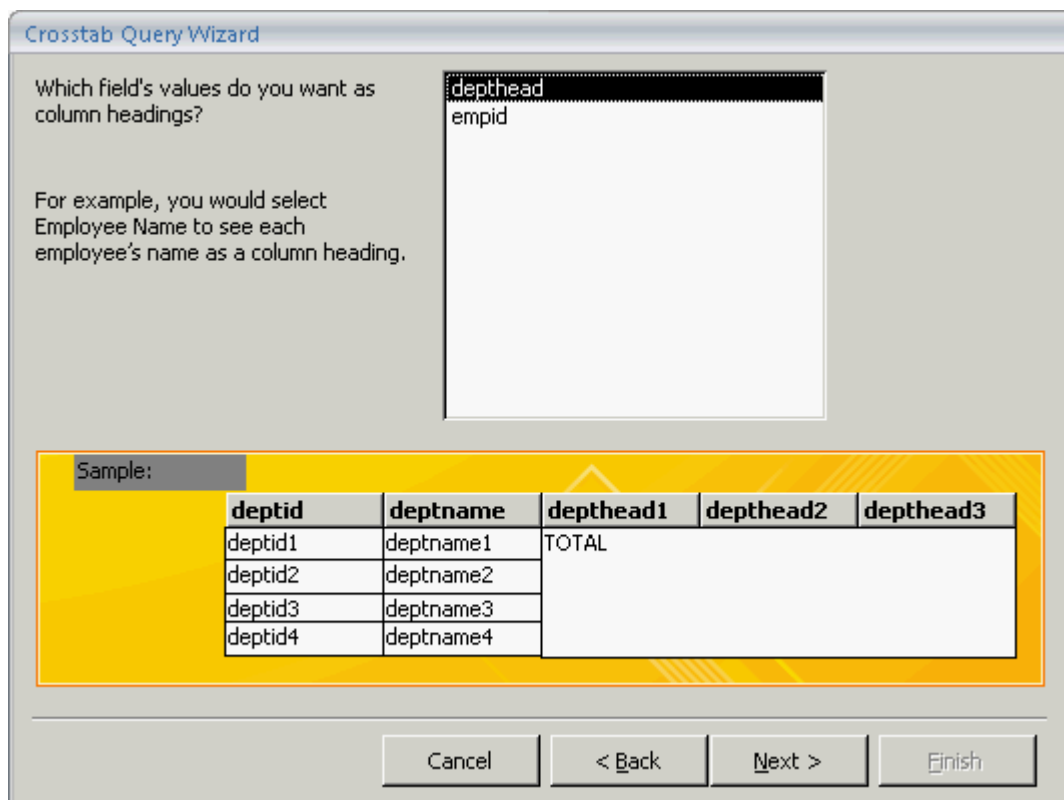 Crosstab Query Wizard
Which field's values do you want as
column headings?
For example, you would select
Employee Name to see each
employee's name as a column heading.
depthead
empid
Sample:
deptid deptname depthead1 depthead2 depthead3
deptid1 deptname1 TOTAL
deptid2 deptname2
deptid3 deptname3
deptid4 deptname4
Cancel < Back Next > Finish